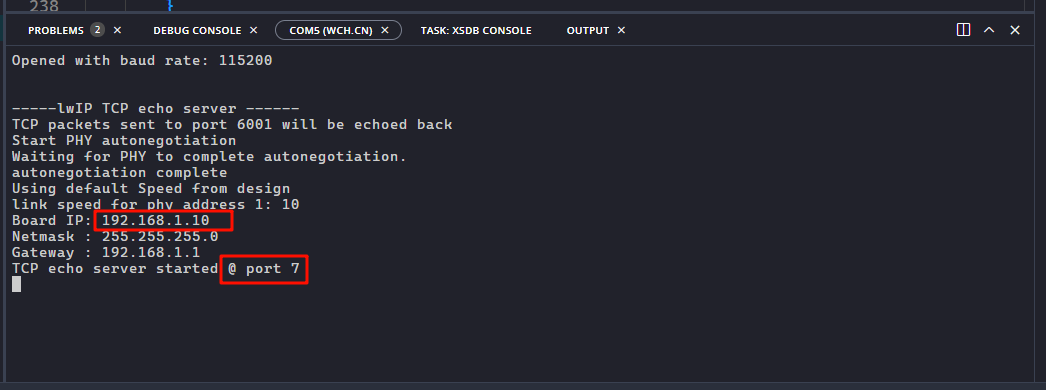 238 }
PROBLEMS 2 × DEBUG CONSOLE × COM5 (WCH.CN) × TASK: XSDB CONSOLE OUTPUT ×
Opened with baud rate: 115200
-----lwIP TCP echo server ------
TCP packets sent to port 6001 will be echoed back
Start PHY autonegotiation
Waiting for PHY to complete autonegotiation.
autonegotiation complete
Using default Speed from design
link speed for phy address 1: 10
Board IP: 192.168.1.10
Netmask : 255.255.255.0
Gateway : 192.168.1.1
TCP echo server started @ port 7